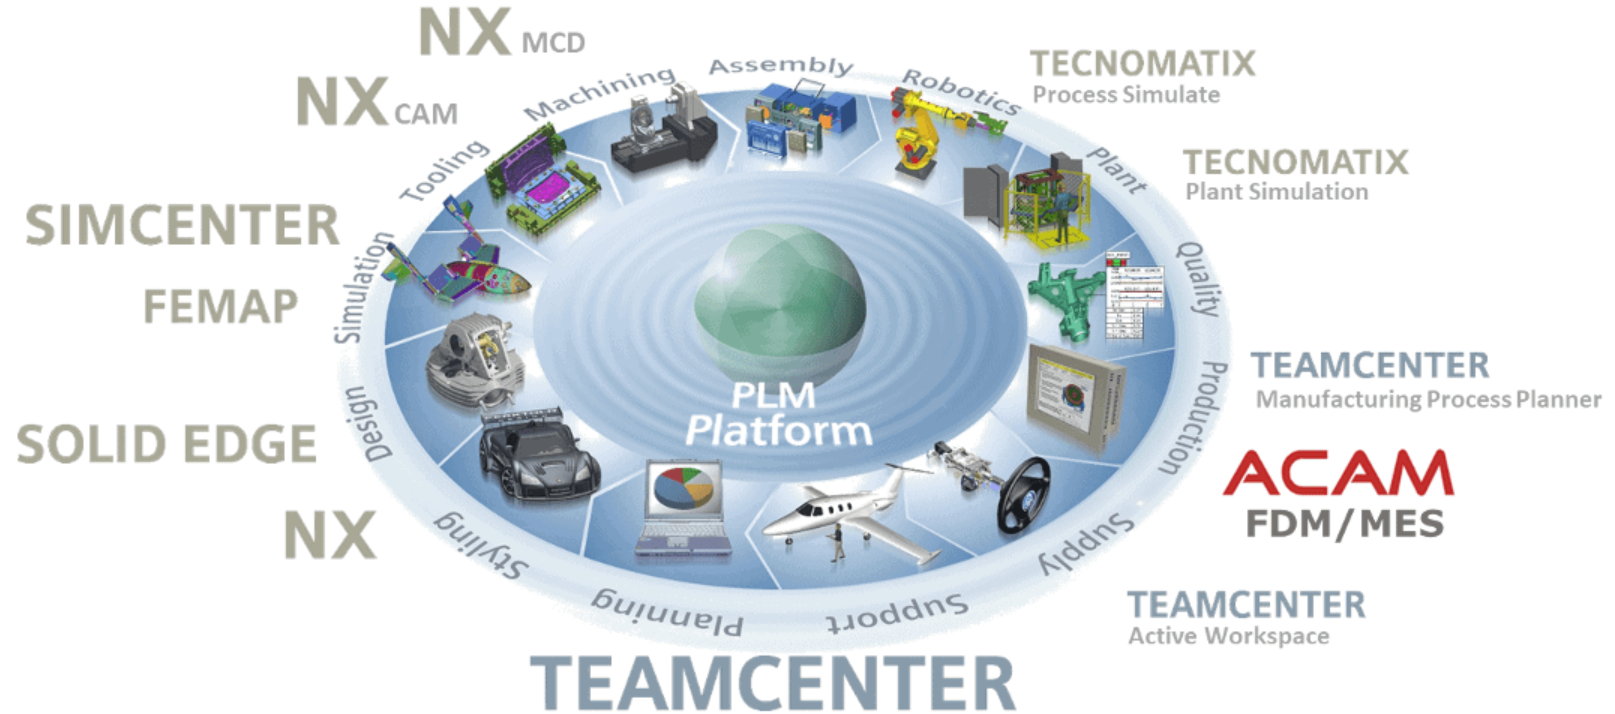 NX MCD
NX CAM
TECNOMATIX
Process Simulate
TECNOMATIX
Plant Simulation
SIMCENTER
FEMAP
SOLID EDGE
NX
Assembly
Robotics
Plant
Quality
Production
Supply
Support
Planning
Styling
Design
Simulation
Tooling
Machining
PLM
Platform
TEAMCENTER
Manufacturing Process Planner
ACAM
FDM/MES
TEAMCENTER
Active Workspace
TEAMCENTER